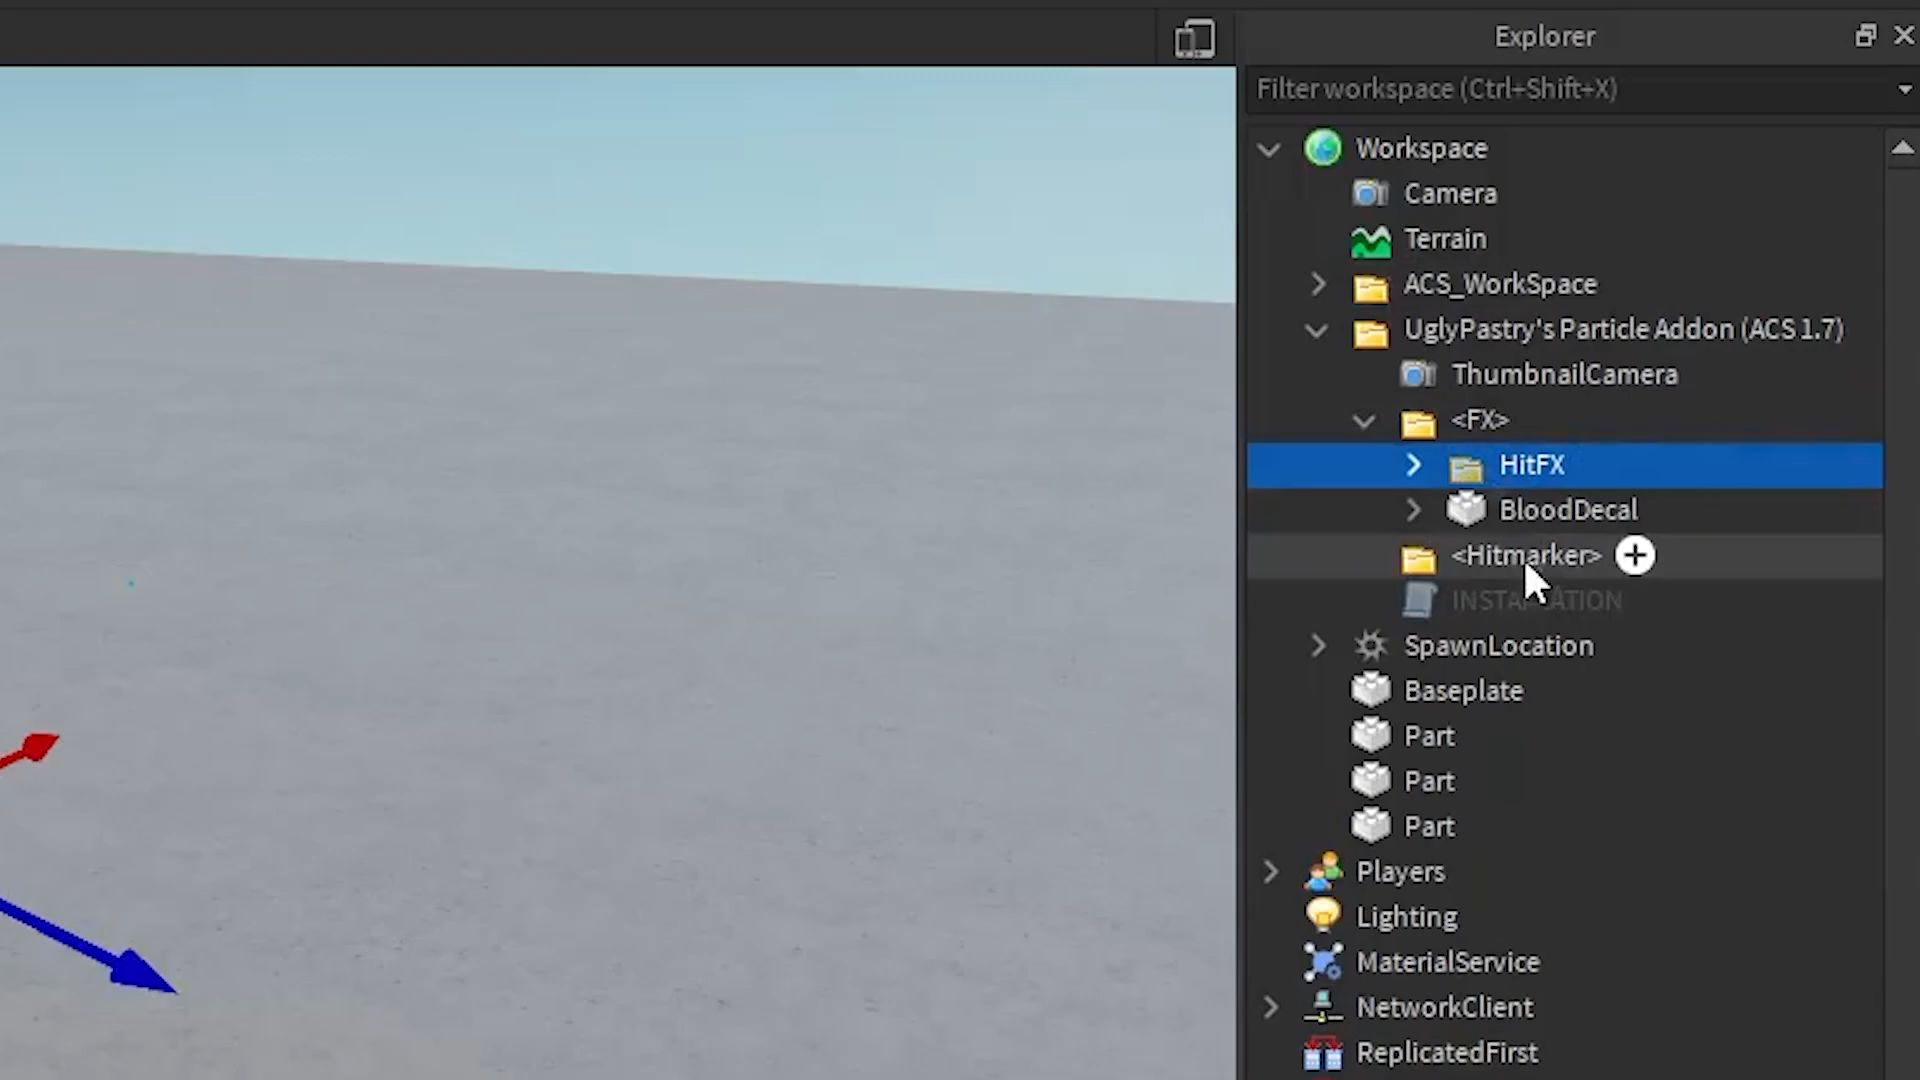 Explorer
Filter workspace (Ctrl+Shift+X)
Workspace
Camera
Terrain
ACS_WorkSpace
UglyPastry's Particle Addon (ACS 1.7)
ThumbnailCamera
<FX>
HitFX
BloodDecal
<Hitmarker>
SpawnLocation
Baseplate
Part
Part
Part
Players
Lighting
MaterialService
NetworkClient
ReplicatedFirst